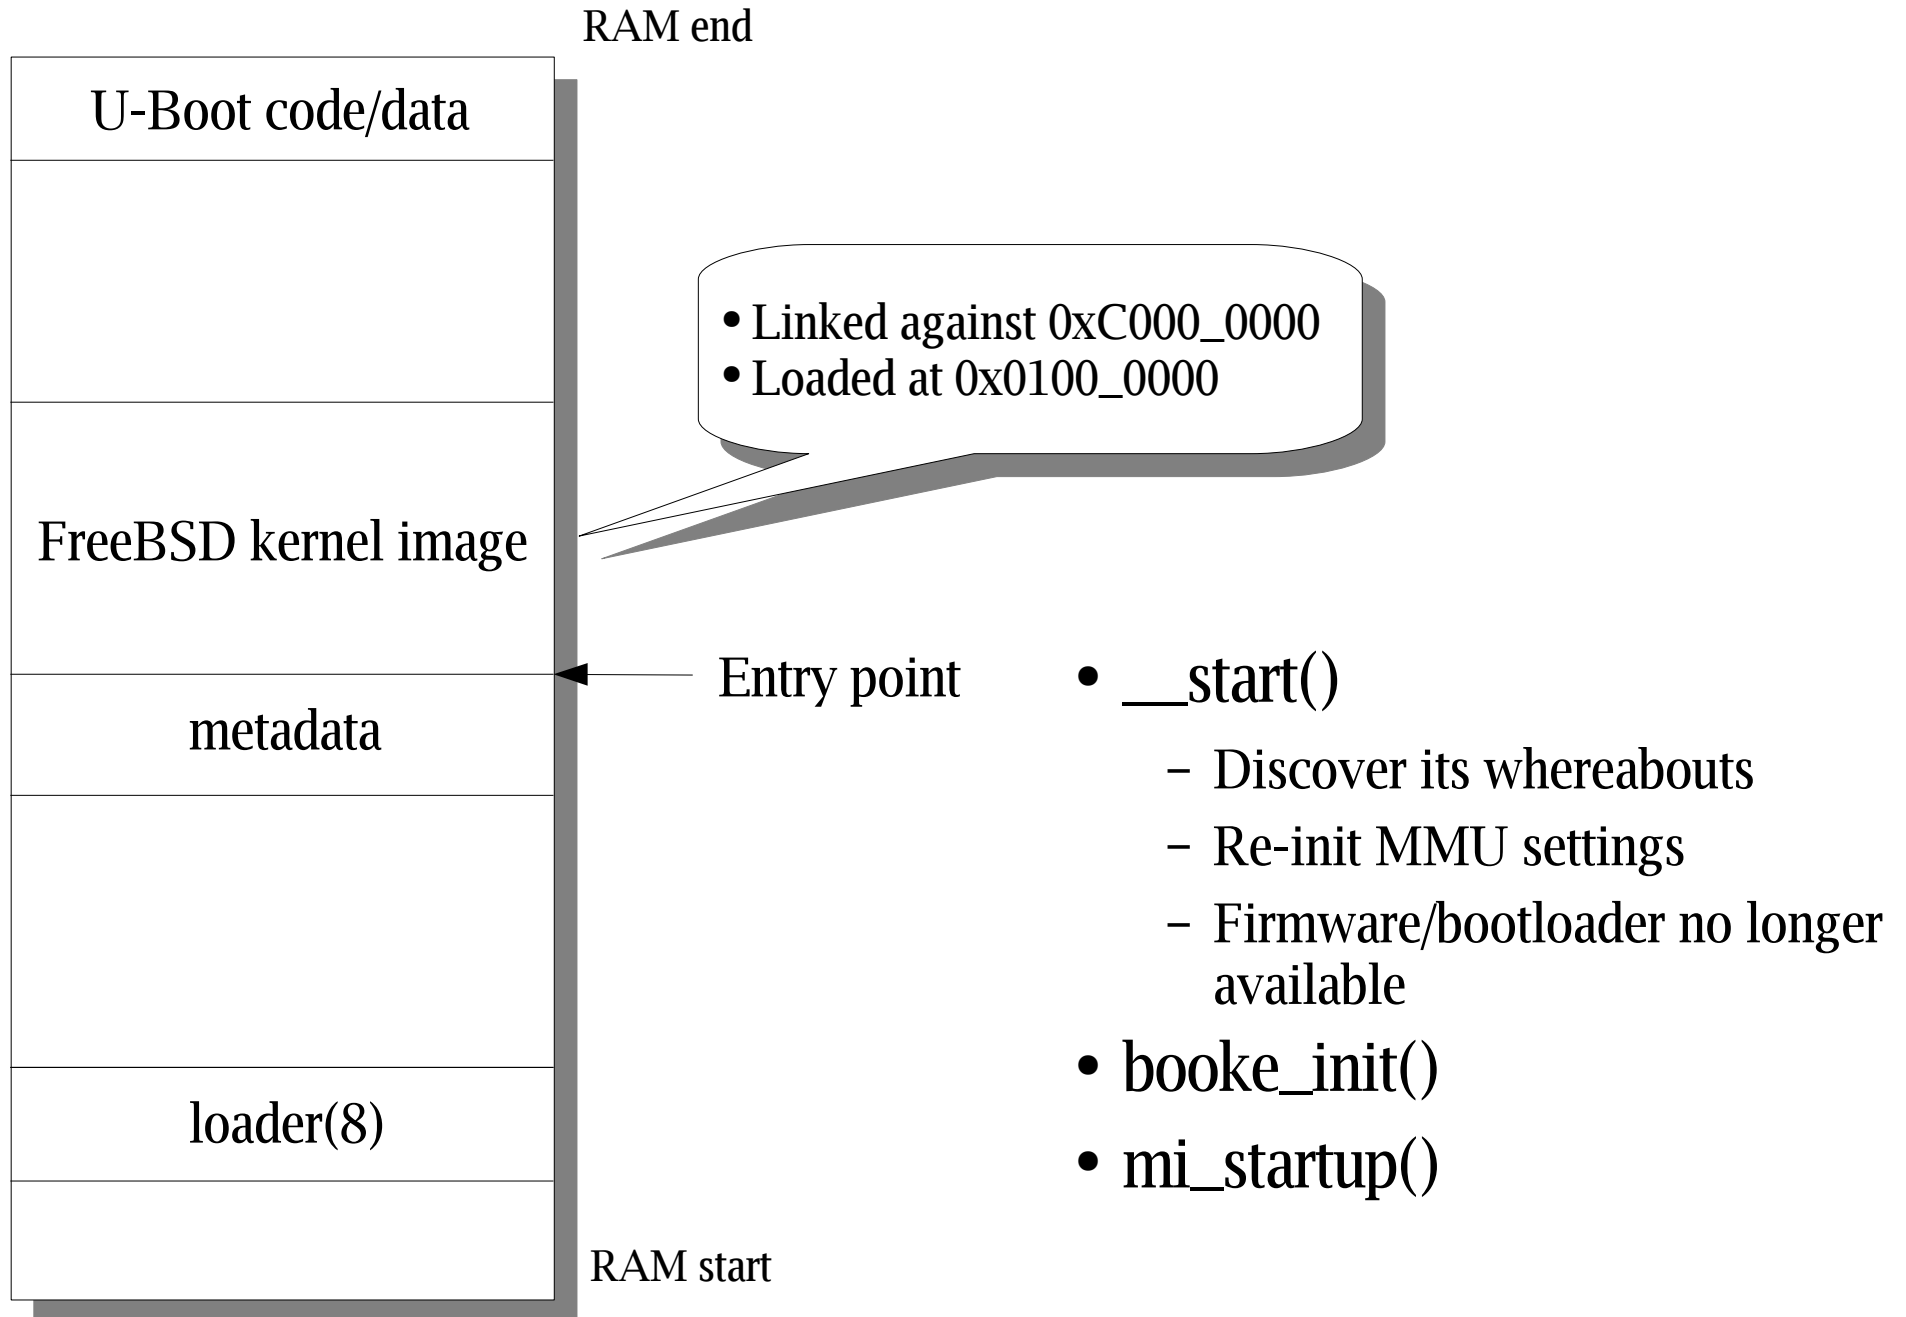 RAM end
U-Boot code/data
• Linked against 0xC000_0000
• Loaded at 0x0100_0000
FreeBSD kernel image
Entry point
metadata
loader(8)
RAM start
• __start()
– Discover its whereabouts
– Re-init MMU settings
– Firmware/bootloader no longer
available
• booke_init()
• mi_startup()